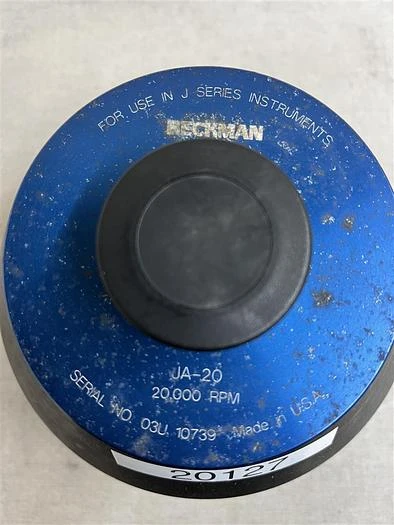 FOR USE IN J SERIES INSTRUMENTS
BECKMAN
JA-20
20,000 RPM
SERIAL NO. 03U 10739 Made in U.S.A.
20127